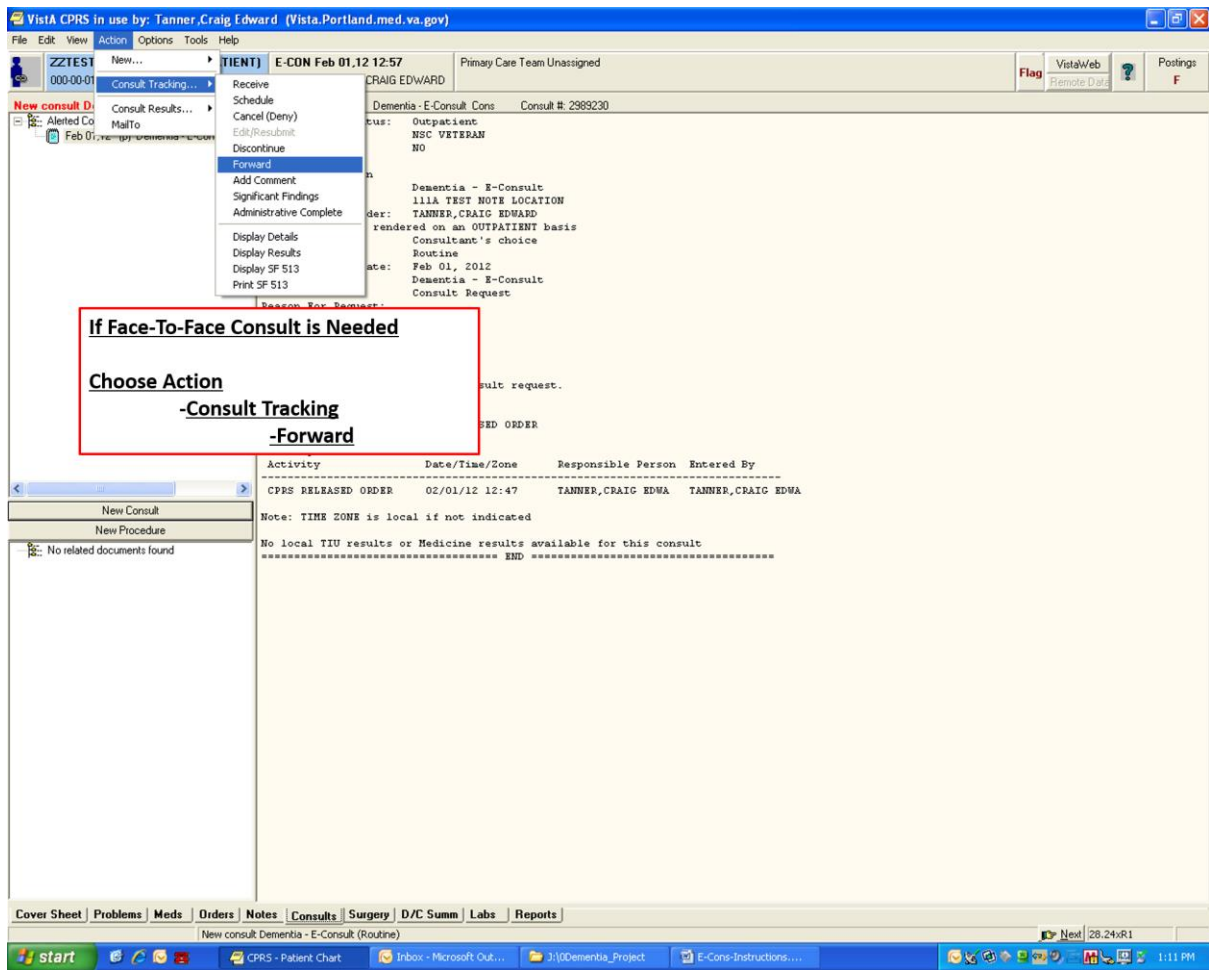 VistA CPRS in use by: Tanner,Craig Edward (Vista.Portland.med.va.gov)
File Edit View Action Options Tools Help
ZZTEST
TIENT)
000-00-01
E-CON Feb 01,12 12:57
CRAIG EDWARD
Primary Care Team Unassigned
Flag
VistaWeb
Remote Data
?
Postings
F
New...
Consult Tracking...
Consult Results...
MailTo
Receive
Schedule
Cancel (Deny)
Edit/Resubmit
Discontinue
Forward
Add Comment
Significant Findings
Administrative Complete
Display Details
Display Results
Display SF 513
Print SF 513
New consult D
Dementia - E-Consult Cons Consult #: 2989230
Alerted Co
Feb 01,12 (p) Dementia - E-Con
tus: Outpatient
NSC VETERAN
NO
n
Dementia - E-Consult
111A TEST NOTE LOCATION
der: TANNER,CRAIG EDWARD
rendered on an OUTPATIENT basis
Consultant's choice
Routine
ate: Feb 01, 2012
Dementia - E-Consult
Consult Request
Reason For Request:
If Face-To-Face Consult is Needed
Choose Action
-Consult Tracking
-Forward
sult request.
SED ORDER
Activity Date/Time/Zone Responsible Person Entered By
CPRS RELEASED ORDER 02/01/12 12:47 TANNER,CRAIG EDWA TANNER,CRAIG EDWA
Note: TIME ZONE is local if not indicated
No local TIU results or Medicine results available for this consult
=================================== END ===================================
New Consult
New Procedure
No related documents found
Cover Sheet Problems Meds Orders Notes Consults Surgery D/C Summ Labs Reports
New consult Dementia - E-Consult (Routine)
Next 28.24xR1
start
CPRS - Patient Chart
Inbox - Microsoft Out...
J:\0Dementia_Project
E-Cons-Instructions....
1:11 PM